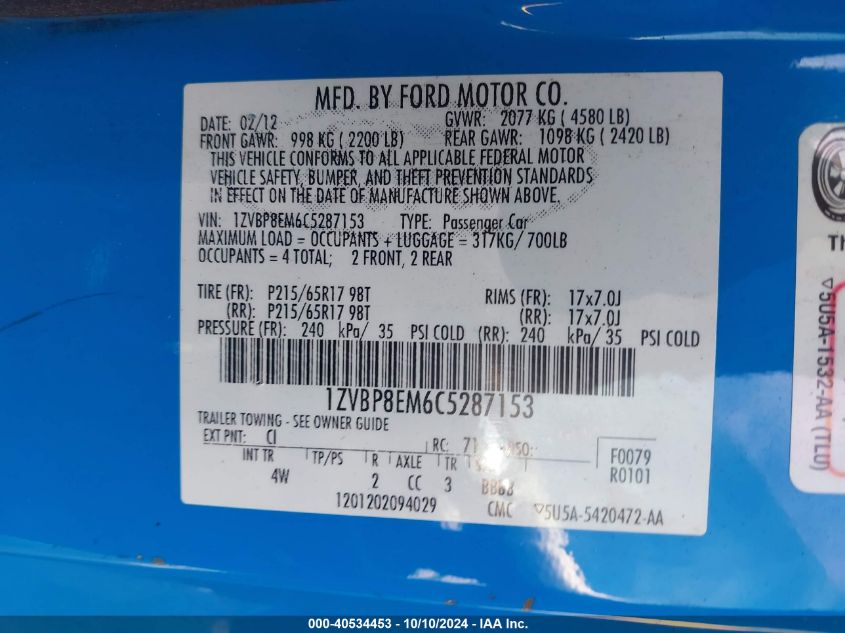 MFD. BY FORD MOTOR CO.
DATE: 02/12
GVWR: 2077 KG ( 4580 LB)
FRONT GAWR: 998 KG ( 2200 LB)
REAR GAWR: 1098 KG ( 2420 LB)
THIS VEHICLE CONFORMS TO ALL APPLICABLE FEDERAL MOTOR
VEHICLE SAFETY, BUMPER, AND THEFT PREVENTION STANDARDS
IN EFFECT ON THE DATE OF MANUFACTURE SHOWN ABOVE.
VIN: 1ZVBP8EM6C5287153 TYPE: Passenger Car
MAXIMUM LOAD = OCCUPANTS + LUGGAGE = 317KG/700LB
OCCUPANTS = 4 TOTAL; 2 FRONT, 2 REAR
TIRE (FR): P215/65R17 98T RIMS (FR): 17x7.0J
(RR): P215/65R17 98T (RR): 17x7.0J
PRESSURE (FR): 240 kPa/ 35 PSI COLD (RR): 240 kPa/ 35 PSI COLD
1ZVBP8EM6C5287153
TRAILER TOWING - SEE OWNER GUIDE
EXT PNT: CI RC: 71
INT TR TP/PS R AXLE TR
4W 2 CC 3 BBBB
F0079
R0101
1201202094029 CMC ▽5U5A-5420472-AA
▽5U5A-1532-AA (TLU)
000-40534453 - 10/10/2024 - IAA Inc.